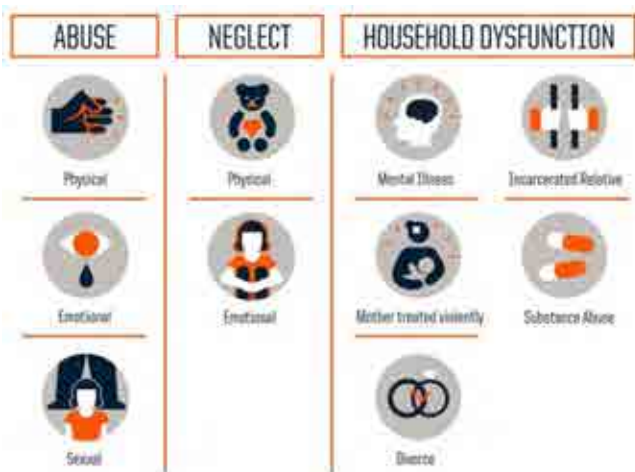 ABUSE
NEGLECT
HOUSEHOLD DYSFUNCTION
Physical
Physical
Mental Illness
Incarcerated Relative
Emotional
Emotional
Mother treated violently
Substance Abuse
Sexual
Divorce